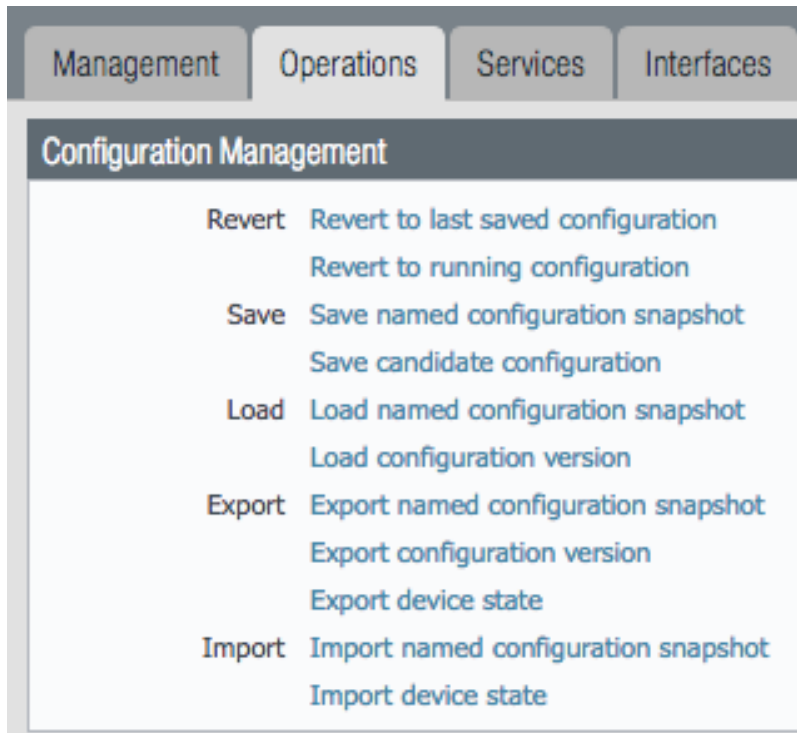 Management Operations Services Interfaces
Configuration Management
Revert Revert to last saved configuration
Revert to running configuration
Save Save named configuration snapshot
Save candidate configuration
Load Load named configuration snapshot
Load configuration version
Export Export named configuration snapshot
Export configuration version
Export device state
Import Import named configuration snapshot
Import device state